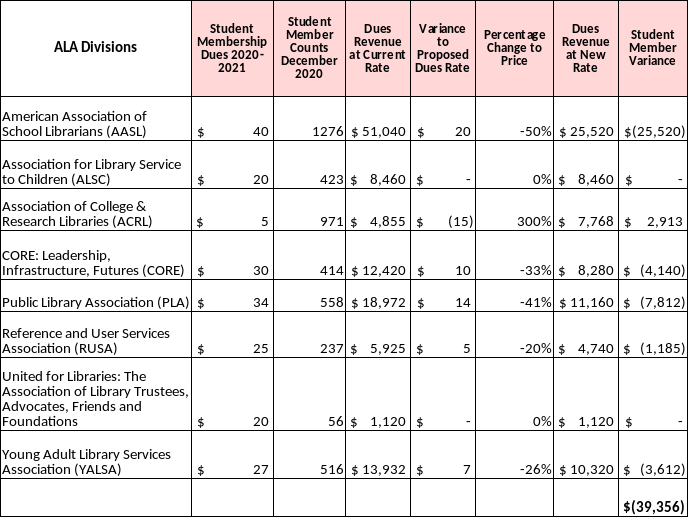 ALA Divisions
Student
Membership
Dues 2020-
2021
Student
Member
Counts
December
2020
Dues
Revenue
at Current
Rate
Variance
to
Proposed
Dues Rate
Percentage
Change to
Price
Dues
Revenue
at New
Rate
Student
Member
Variance
American Association of
School Librarians (AASL) $ 40 1276 $ 51,040 $ 20 -50% $ 25,520 $(25,520)
Association for Library Service
to Children (ALSC) $ 20 423 $ 8,460 $ - 0% $ 8,460 $ -
Association of College &
Research Libraries (ACRL) $ 5 971 $ 4,855 $ (15) 300% $ 7,768 $ 2,913
CORE: Leadership,
Infrastructure, Futures (CORE) $ 30 414 $ 12,420 $ 10 -33% $ 8,280 $ (4,140)
Public Library Association (PLA) $ 34 558 $ 18,972 $ 14 -41% $ 11,160 $ (7,812)
Reference and User Services
Association (RUSA) $ 25 237 $ 5,925 $ 5 -20% $ 4,740 $ (1,185)
United for Libraries: The
Association of Library Trustees,
Advocates, Friends and
Foundations $ 20 56 $ 1,120 $ - 0% $ 1,120 $ -
Young Adult Library Services
Association (YALSA) $ 27 516 $ 13,932 $ 7 -26% $ 10,320 $ (3,612)
$(39,356)